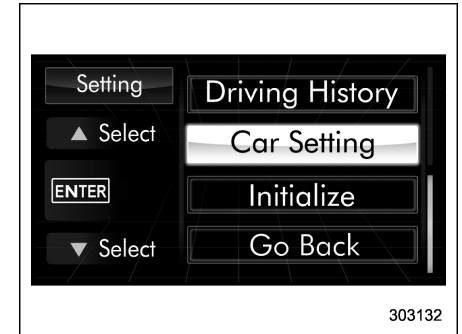 Setting
▲ Select
ENTER
▼ Select
Driving History
Car Setting
Initialize
Go Back
303132